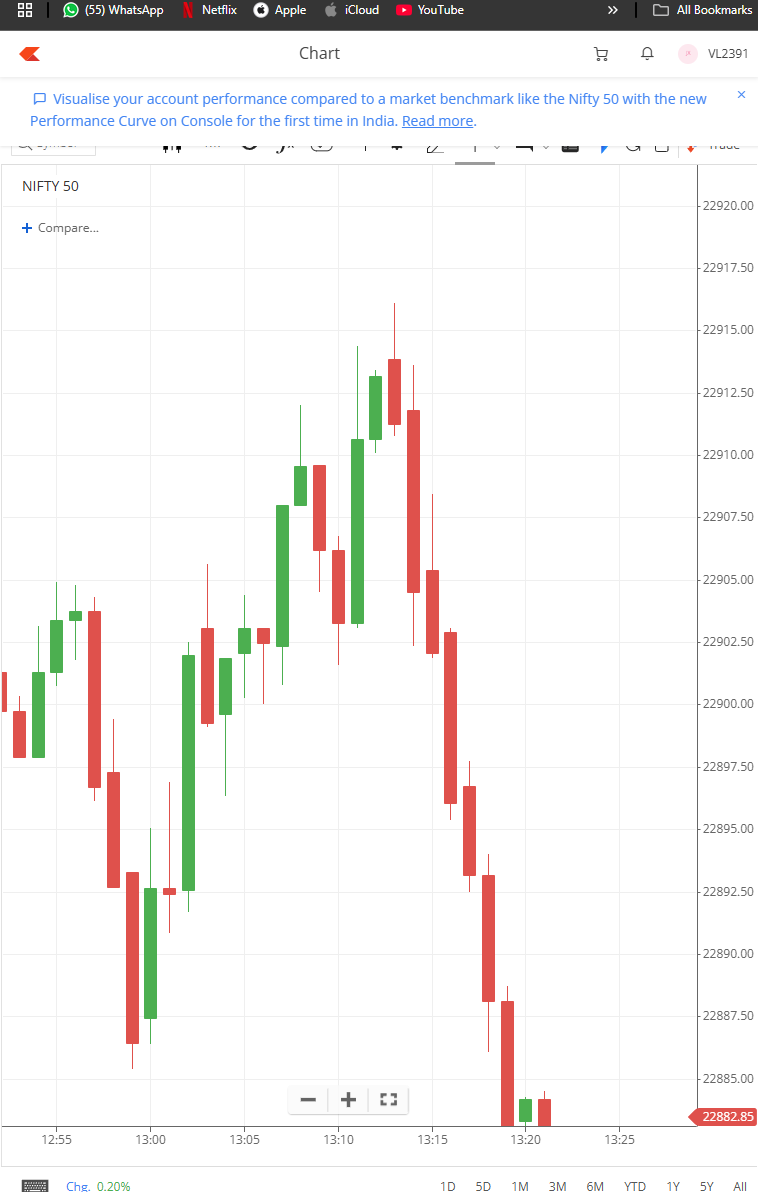 (55) WhatsApp Netflix Apple iCloud YouTube » All Bookmarks
Chart VL2391
Visualise your account performance compared to a market benchmark like the Nifty 50 with the new
Performance Curve on Console for the first time in India. Read more.
NIFTY 50
+ Compare...
22920.00
22917.50
22915.00
22912.50
22910.00
22907.50
22905.00
22902.50
22900.00
22897.50
22895.00
22892.50
22890.00
22887.50
22885.00
22882.85
12:55 13:00 13:05 13:10 13:15 13:20 13:25
Chg. 0.20% 1D 5D 1M 3M 6M YTD 1Y 5Y All